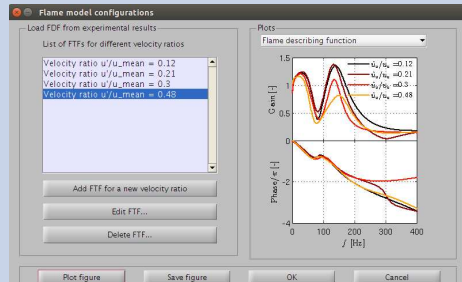 Flame model configurations
Load FDF from experimental results
List of FTFs for different velocity ratios
Velocity ratio u'/u_mean = 0.12
Velocity ratio u'/u_mean = 0.21
Velocity ratio u'/u_mean = 0.3
Velocity ratio u'/u_mean = 0.48
Add FTF for a new velocity ratio
Edit FTF...
Delete FTF...
Plots
Flame describing function
Gain [-]
1.5
0.5
0
=0.12
=0.21
=0.3
=0.48
Phase/π [-]
-2
-4
0 100 200 300 400
f [Hz]
Plot figure
Save figure
OK
Cancel